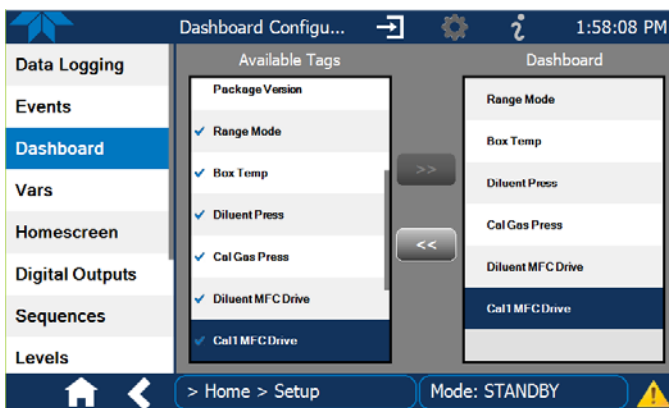 Dashboard Configu... 1:58:08 PM
Data Logging
Events
Dashboard
Vars
Homescreen
Digital Outputs
Sequences
Levels
Available Tags
Package Version
Range Mode
Box Temp
Diluent Press
Cal Gas Press
Diluent MFC Drive
Cal1 MFC Drive
>>
<<
Dashboard
Range Mode
Box Temp
Diluent Press
Cal Gas Press
Diluent MFC Drive
Cal1 MFC Drive
> Home > Setup
Mode: STANDBY